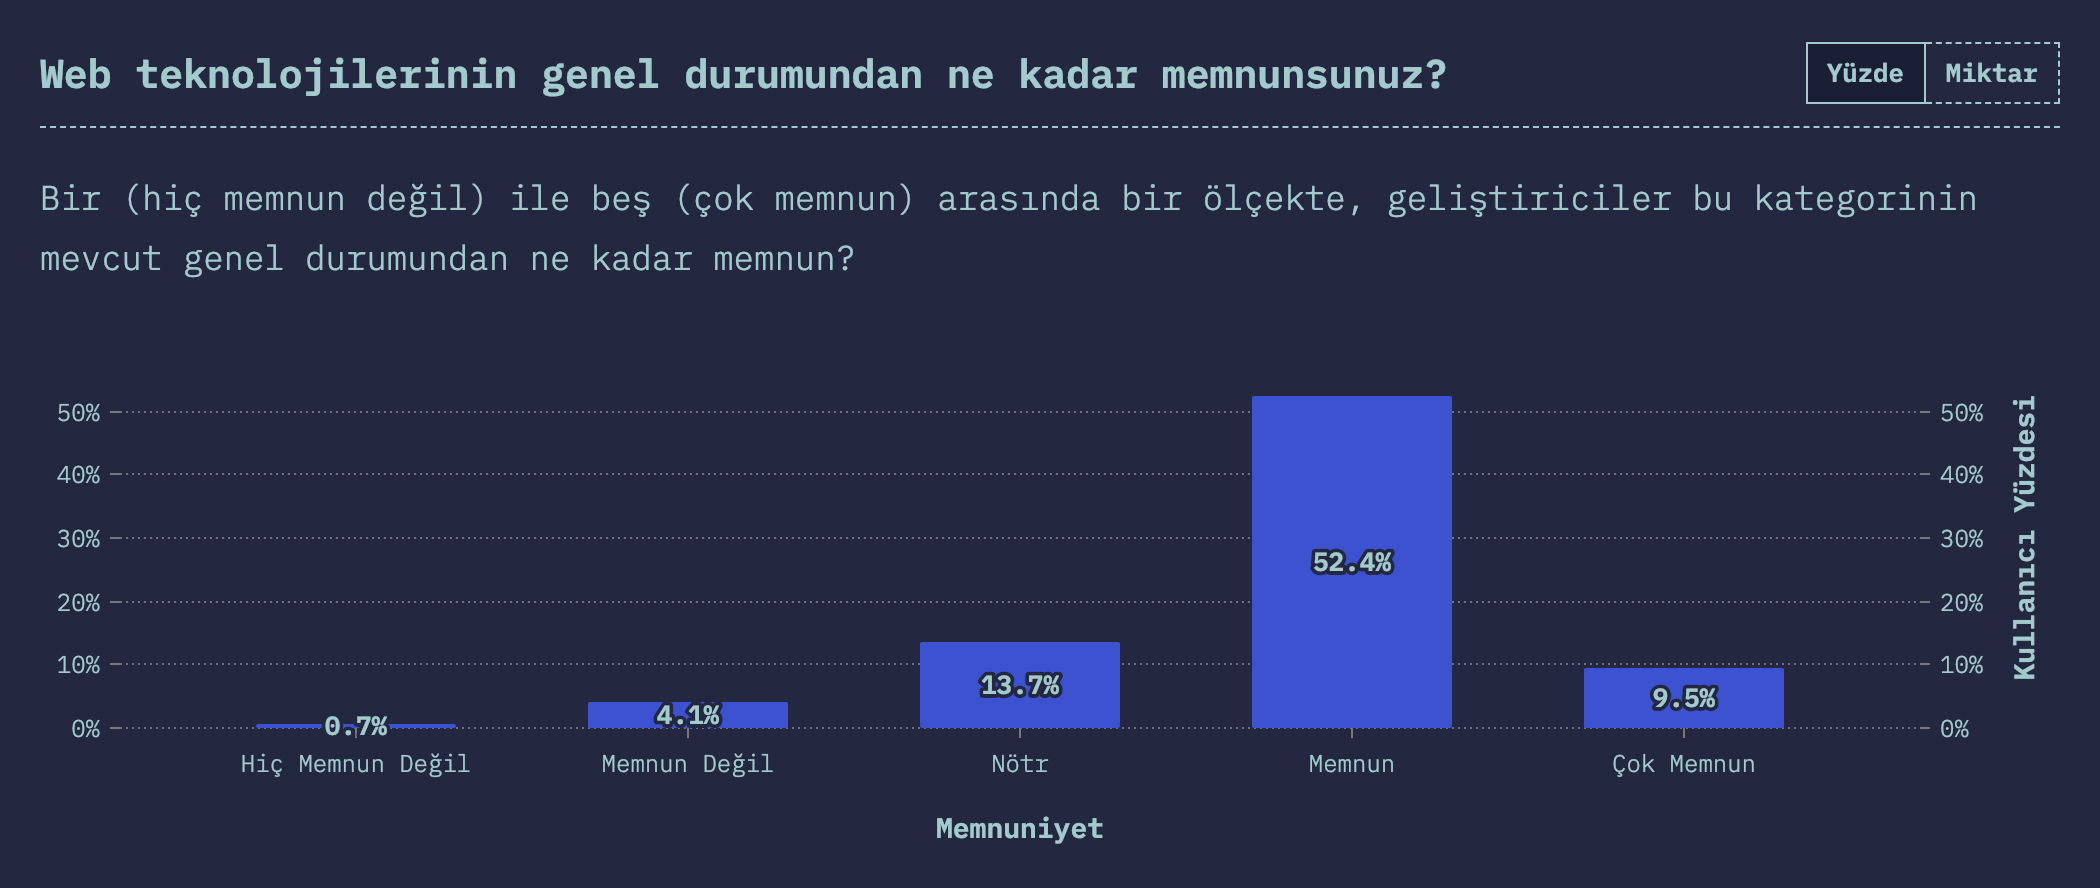 Web teknolojilerinin genel durumundan ne kadar memnunsunuz?
Yüzde
Miktar
Bir (hiç memnun değil) ile beş (çok memnun) arasında bir ölçekte, geliştiriciler bu kategorinin
mevcut genel durumundan ne kadar memnun?
50%
40%
30%
20%
10%
0%
0.7%
4.1%
13.7%
52.4%
9.5%
50%
40%
30%
20%
10%
0%
Kullanıcı Yüzdesi
Hiç Memnun Değil
Memnun Değil
Nötr
Memnun
Çok Memnun
Memnuniyet